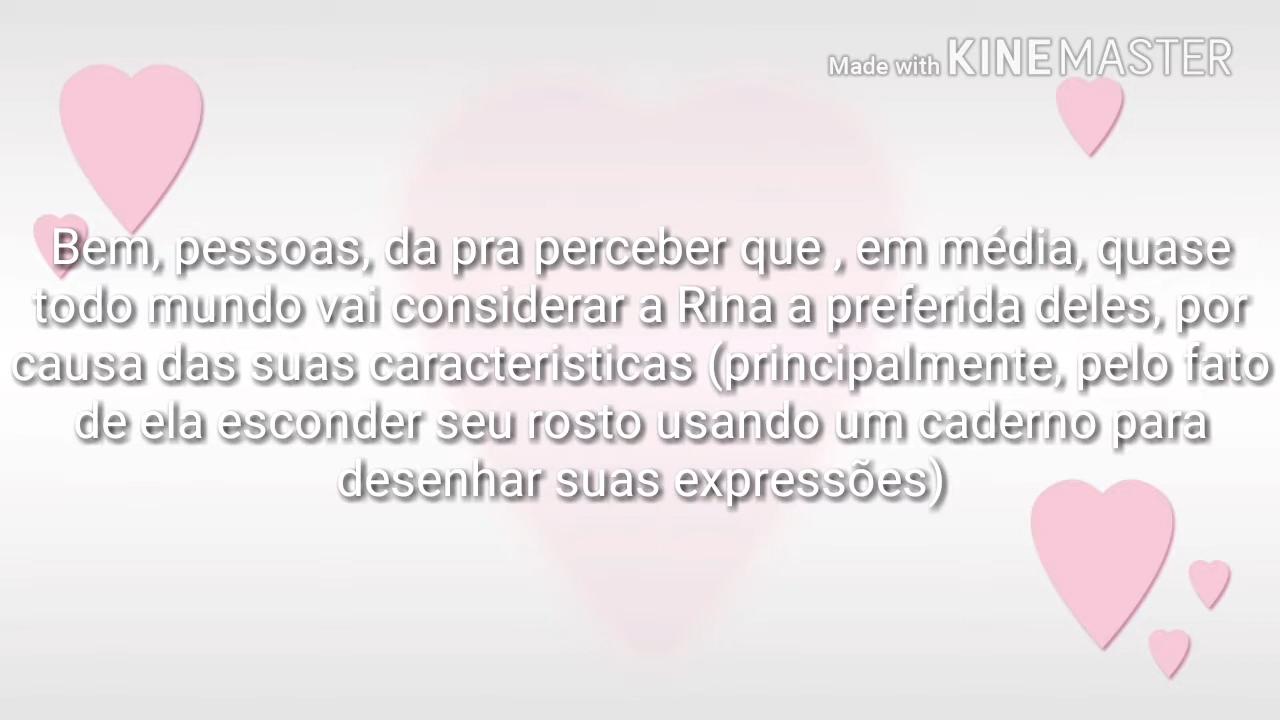 Made with KINEMASTER
Bem, pessoas, da pra perceber que , em média, quase
todo mundo vai considerar a Rina a preferida deles, por
causa das suas caracteristicas (principalmente, pelo fato
de ela esconder seu rosto usando um caderno para
desenhar suas expressões)